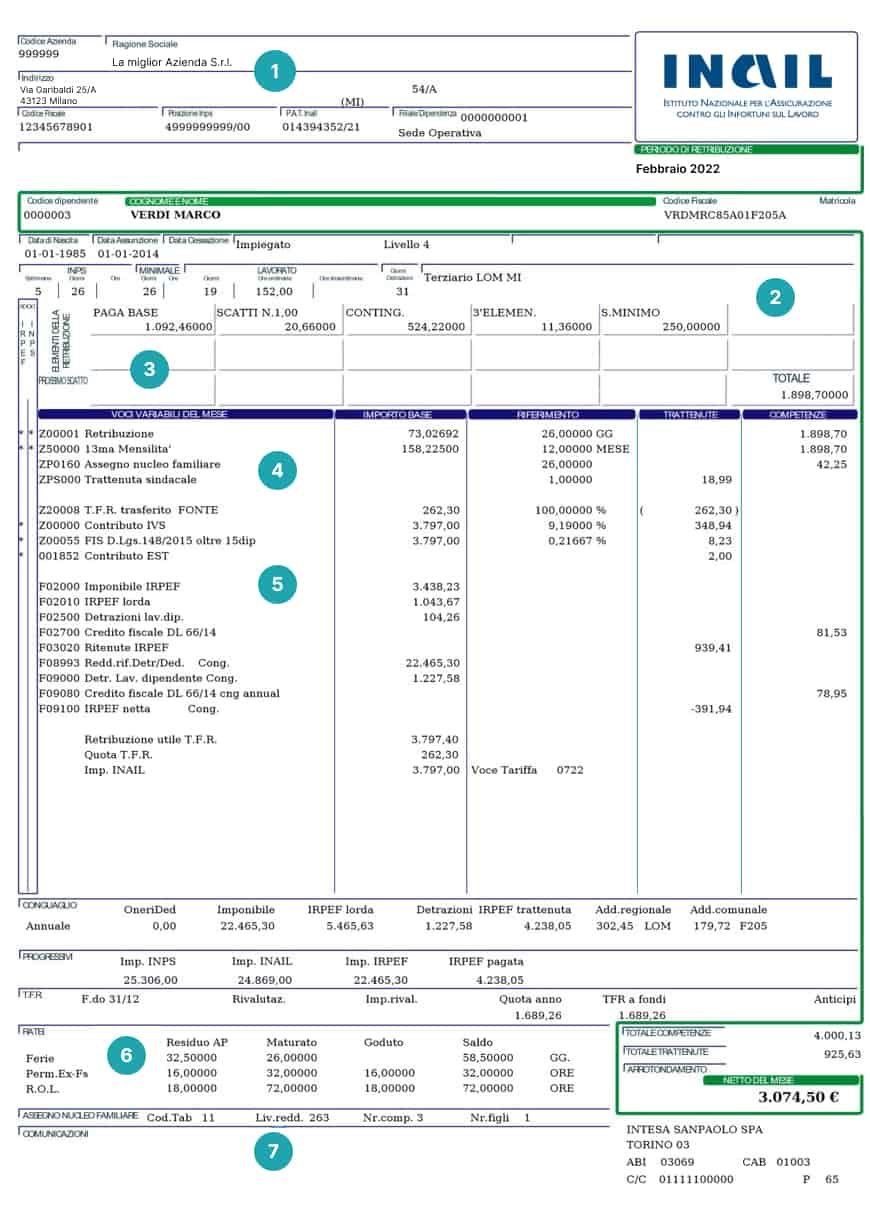 Codice Azienda Ragione Sociale
999999
La miglior Azienda S.r.l.
1
INAIL
ISTITUTO NAZIONALE PER L'ASSICURAZIONE
CONTRO GLI INFORTUNI SUL LAVORO
Indirizzo
Via Garibaldi 25/A 54/A
43123 Milano (MI)
Codice Fiscale Posizione Inps P.A.T. Inail Filiale Dipendenza 0000000001
12345678901 4999999999/00 014394352/21 Sede Operativa
PERIODO DI RETRIBUZIONE
Febbraio 2022
Codice dipendente COGNOME E NOME Codice Fiscale Matricola
0000003 VERDI MARCO VRDMRC85A01F205A
Data di Nascita Data Assunzione Data Cessazione Impiegato Livello 4
01-01-1985 01-01-2014
INPS MINIMALE LAVORATO
Settimane Giorni Ore Giorni Ore Giorni Ore ordinarie Ore straordinarie Giorni Detrazioni Terziario LOM MI
5 26 26 19 152,00 31
2
IRPEF
INPS
ELEMENTI DELLA RETRIBUZIONE
PAGA BASE SCATTI N.1,00 CONTING. 3'ELEMEN. S.MINIMO
1.092,46000 20,66000 524,22000 11,36000 250,00000
3
PROSSIMO SCATTO TOTALE
1.898,70000
VOCI VARIABILI DEL MESE IMPORTO BASE RIFERIMENTO TRATTENUTE COMPETENZE
* * Z00001 Retribuzione 73,02692 26,00000 GG 1.898,70
* * Z50000 13ma Mensilita' 158,22500 12,00000 MESE 1.898,70
ZP0160 Assegno nucleo familiare 26,00000 42,25
4
ZPS000 Trattenuta sindacale 1,00000 18,99
Z20008 T.F.R. trasferito FONTE 262,30 100,00000 % ( 262,30 )
* Z00000 Contributo IVS 3.797,00 9,19000 % 348,94
* Z00055 FIS D.Lgs.148/2015 oltre 15dip 3.797,00 0,21667 % 8,23
* 001852 Contributo EST 2,00
F02000 Imponibile IRPEF 3.438,23
5
F02010 IRPEF lorda 1.043,67
F02500 Detrazioni lav.dip. 104,26
F02700 Credito fiscale DL 66/14 81,53
F03020 Ritenute IRPEF 939,41
F08993 Redd.rif.Detr/Ded. Cong. 22.465,30
F09000 Detr. Lav. dipendente Cong. 1.227,58
F09080 Credito fiscale DL 66/14 cng annual 78,95
F09100 IRPEF netta Cong. -391,94
Retribuzione utile T.F.R. 3.797,40
Quota T.F.R. 262,30
Imp. INAIL 3.797,00 Voce Tariffa 0722
CONGUAGLIO OneriDed Imponibile IRPEF lorda Detrazioni IRPEF trattenuta Add.regionale Add.comunale
Annuale 0,00 22.465,30 5.465,63 1.227,58 4.238,05 302,45 LOM 179,72 F205
PROGRESSIVI Imp. INPS Imp. INAIL Imp. IRPEF IRPEF pagata
25.306,00 24.869,00 22.465,30 4.238,05
T.F.R. F.do 31/12 Rivalutaz. Imp.rival. Quota anno TFR a fondi Anticipi
1.689,26 1.689,26
RATEI Residuo AP Maturato Goduto Saldo
Ferie 32,50000 26,00000 58,50000 GG.
6
Perm.Ex-Fs 16,00000 32,00000 16,00000 32,00000 ORE
R.O.L. 18,00000 72,00000 18,00000 72,00000 ORE
TOTALE COMPETENZE 4.000,13
TOTALE TRATTENUTE 925,63
ARROTONDAMENTO
NETTO DEL MESE
3.074,50 €
ASSEGNO NUCLEO FAMILIARE Cod.Tab 11 Liv.redd. 263 Nr.comp. 3 Nr.figli 1
COMUNICAZIONI
7
INTESA SANPAOLO SPA
TORINO 03
ABI 03069 CAB 01003
C/C 01111100000 P 65